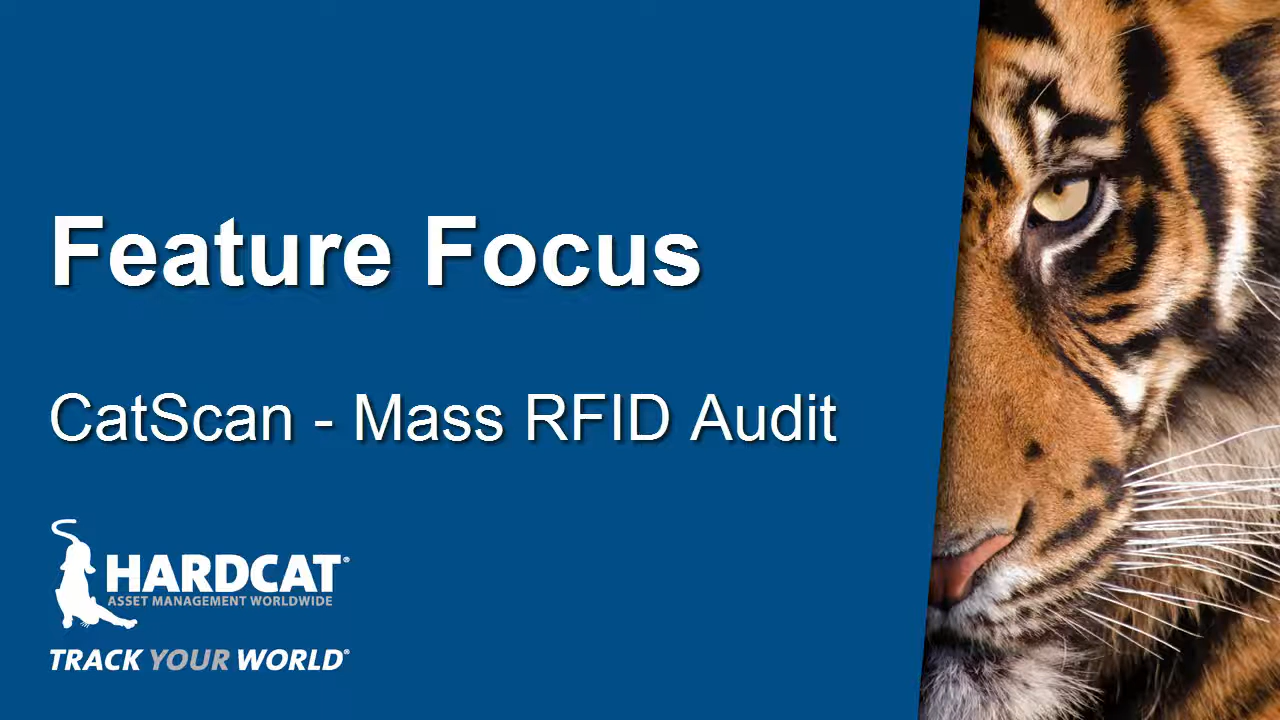 Feature Focus
CatScan - Mass RFID Audit
HARDCAT®
ASSET MANAGEMENT WORLDWIDE
TRACK YOUR WORLD®